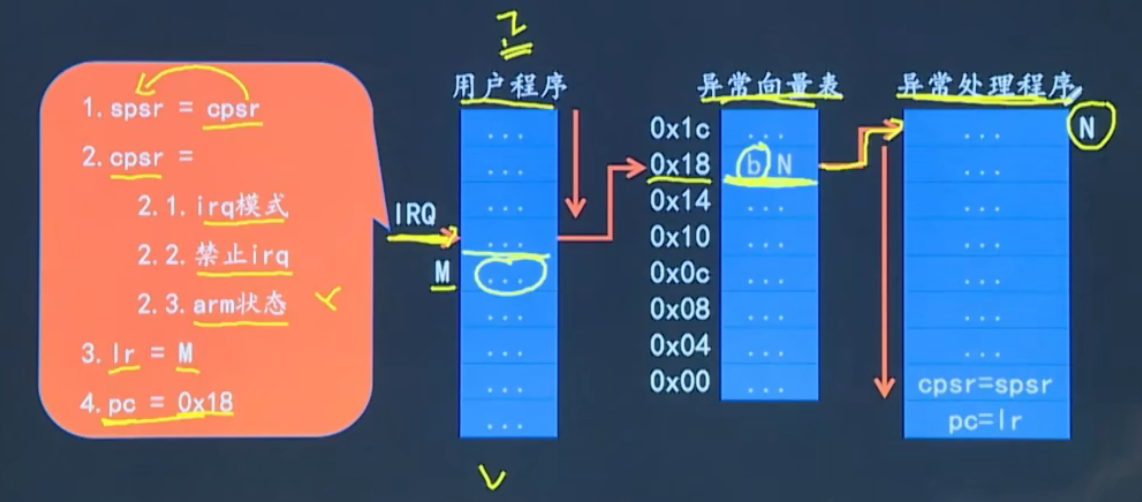 1. spsr = cpsr
2. cpsr =
2.1. irq模式
2.2. 禁止irq
2.3. arm状态
3. lr = M
4. pc = 0x18
IRQ
M
用户程序
...
...
...
...
...
...
...
...
...
异常向量表
0x1c ...
0x18 b N
0x14 ...
0x10 ...
0x0c ...
0x08 ...
0x04 ...
0x00 ...
异常处理程序
N
...
...
...
...
...
...
...
cpsr=spsr
pc=lr